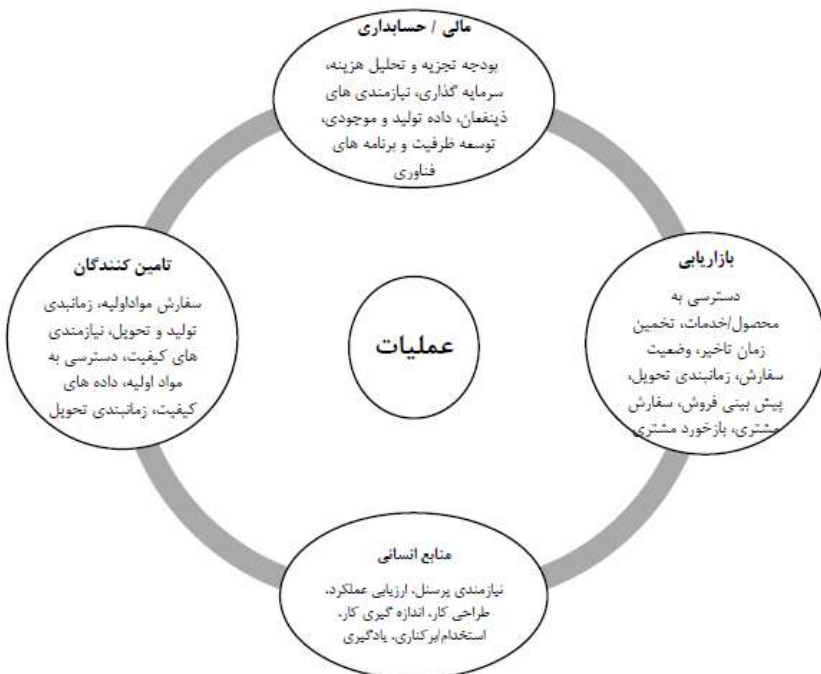 مالی / حسابداری
بودجه تجزیه و تحلیل هزینه،
سرمایه گذاری، نیازمندی های
ذینفعان، داده تولید و موجودی،
توسعه ظرفیت و برنامه های
فناوری
بازاریابی
دسترسی به
محصول/خدمات، تخمین
زمان تاخیر، وضعیت
سفارش، زمانبندی تحویل،
پیش بینی فروش، سفارش
مشتری، بازخورد مشتری
تامین کنندگان
سفارش مواداولیه، زمانبدی
تولید و تحویل، نیازمندی
های کیفیت، دسترسی به
مواد اولیه، داده های
کیفیت، زمانبندی تحویل
عملیات
منابع انسانی
نیازمندی پرسنل، ارزیابی عملکرد،
طراحی کار، اندازه گیری کار،
استخدام/برکناری، یادگیری